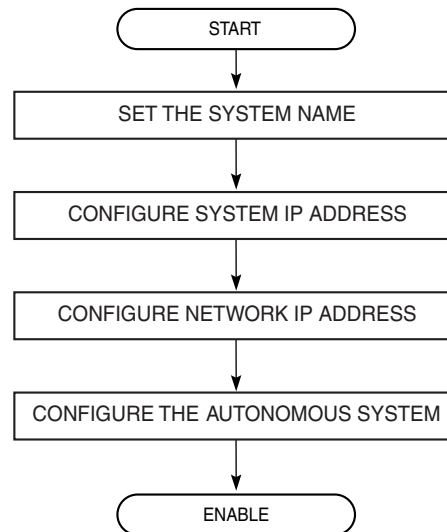 START
SET THE SYSTEM NAME
CONFIGURE SYSTEM IP ADDRESS
CONFIGURE NETWORK IP ADDRESS
CONFIGURE THE AUTONOMOUS SYSTEM
ENABLE